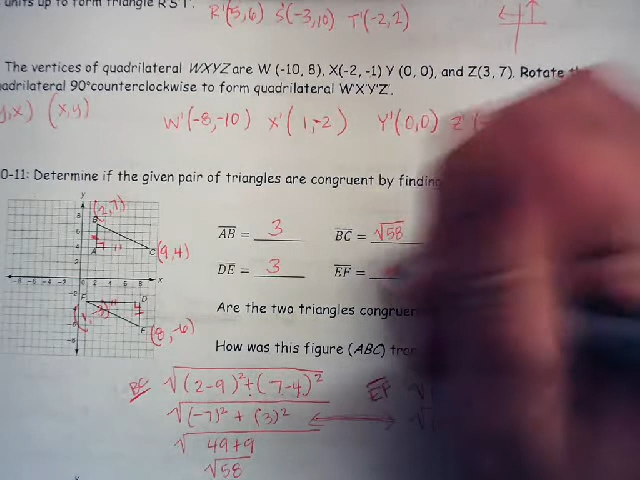 units up to form triangle R'S'T'.
R'(5,6) S'(-3,10) T'(-2,2)
The vertices of quadrilateral WXYZ are W (-10, 8), X(-2, -1) Y (0, 0), and Z(3, 7). Rotate
adrilateral 90°counterclockwise to form quadrilateral W'X'Y'Z'.
y,x) (x,y)
W'(-8,-10) X'(1,-2) Y'(0,0) Z'(
0-11: Determine if the given pair of triangles are congruent by finding
(2,7)
AB = 3 BC = √58
(9,4)
DE = 3 EF =
Are the two triangles congruen
(8,-6)
How was this figure (ABC) tra
BC √(2-9)²+(7-4)² EF √
√(-7)² + (3)²
√49+9
√58